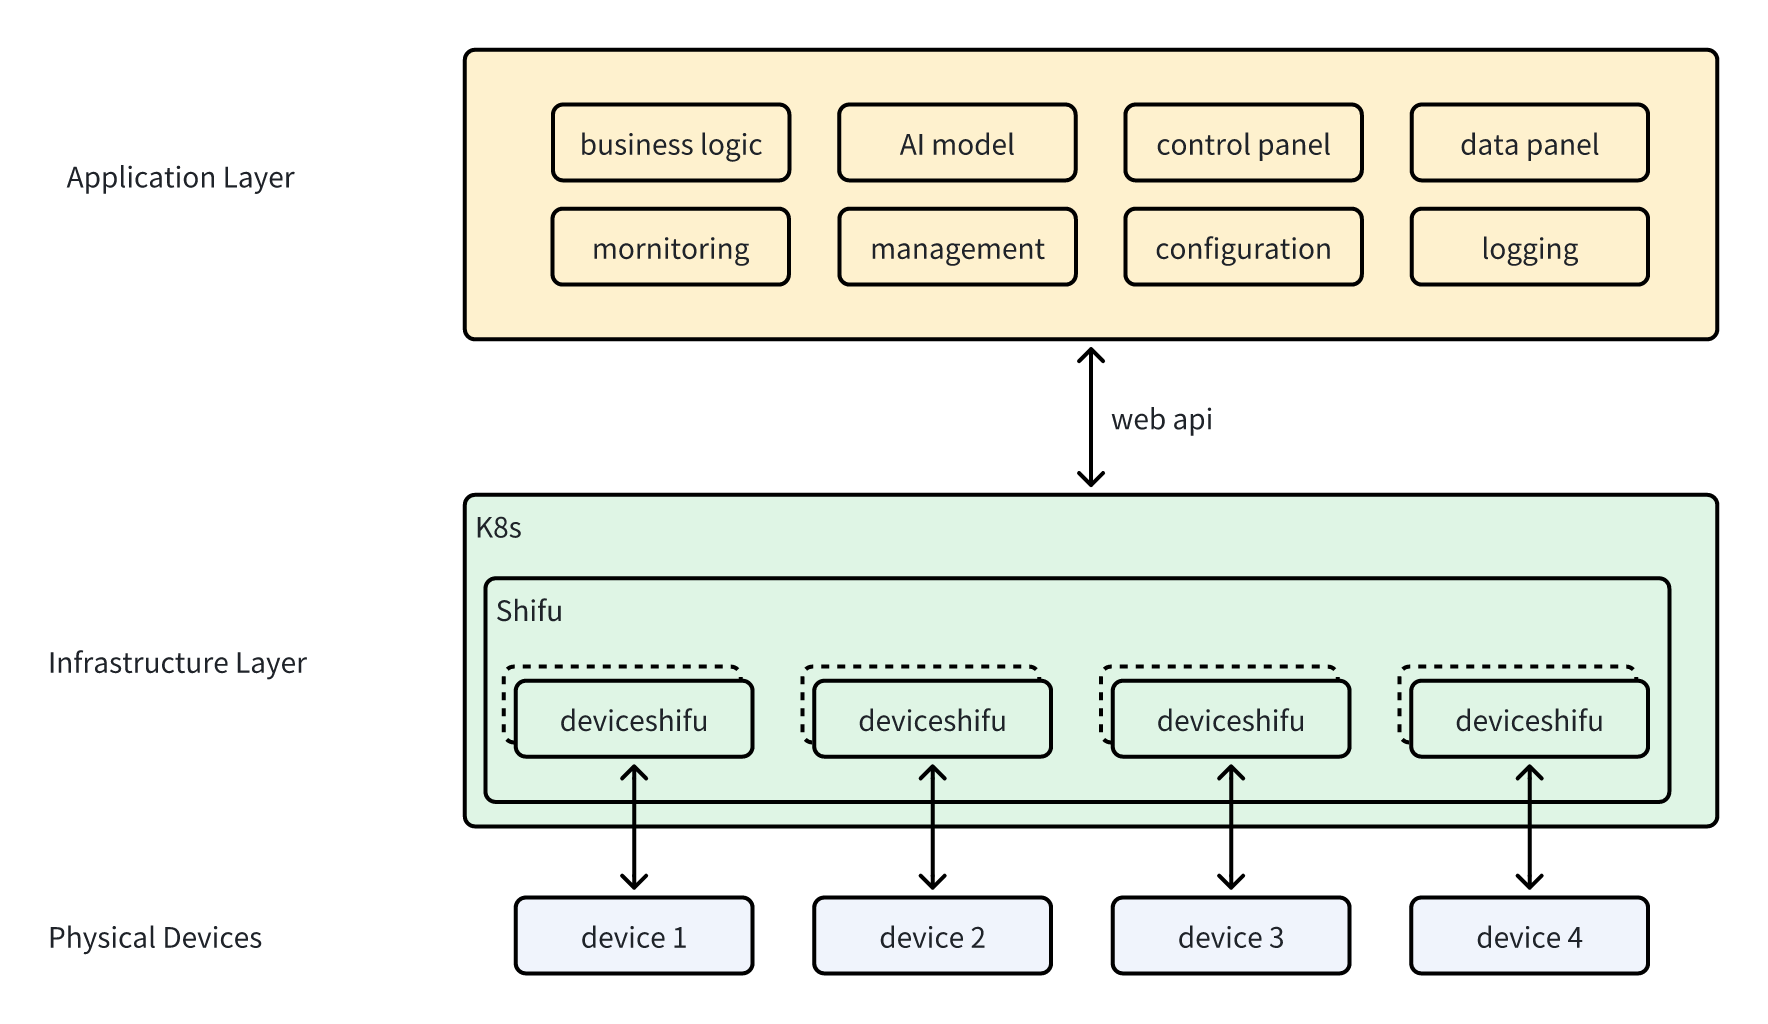 Application Layer
business logic
AI model
control panel
data panel
mornitoring
management
configuration
logging
web api
Infrastructure Layer
K8s
Shifu
deviceshifu
deviceshifu
deviceshifu
deviceshifu
Physical Devices
device 1
device 2
device 3
device 4